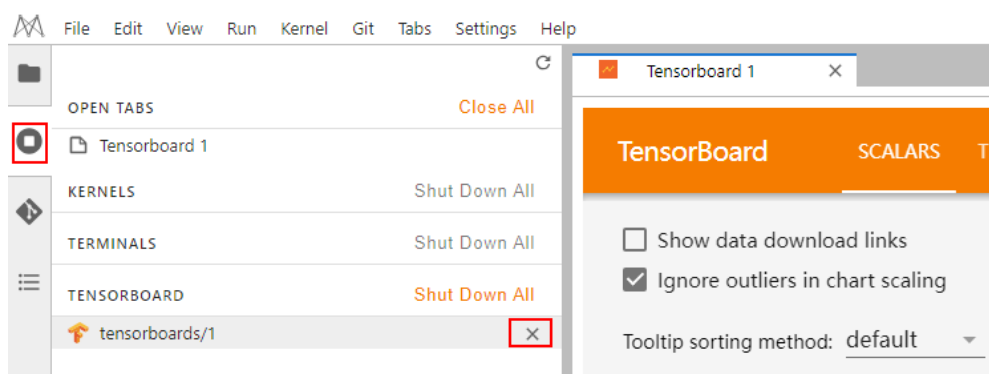 File Edit View Run Kernel Git Tabs Settings Help
OPEN TABS Close All
Tensorboard 1
KERNELS Shut Down All
TERMINALS Shut Down All
TENSORBOARD Shut Down All
tensorboards/1
Tensorboard 1
TensorBoard SCALARS T
Show data download links
Ignore outliers in chart scaling
Tooltip sorting method: default